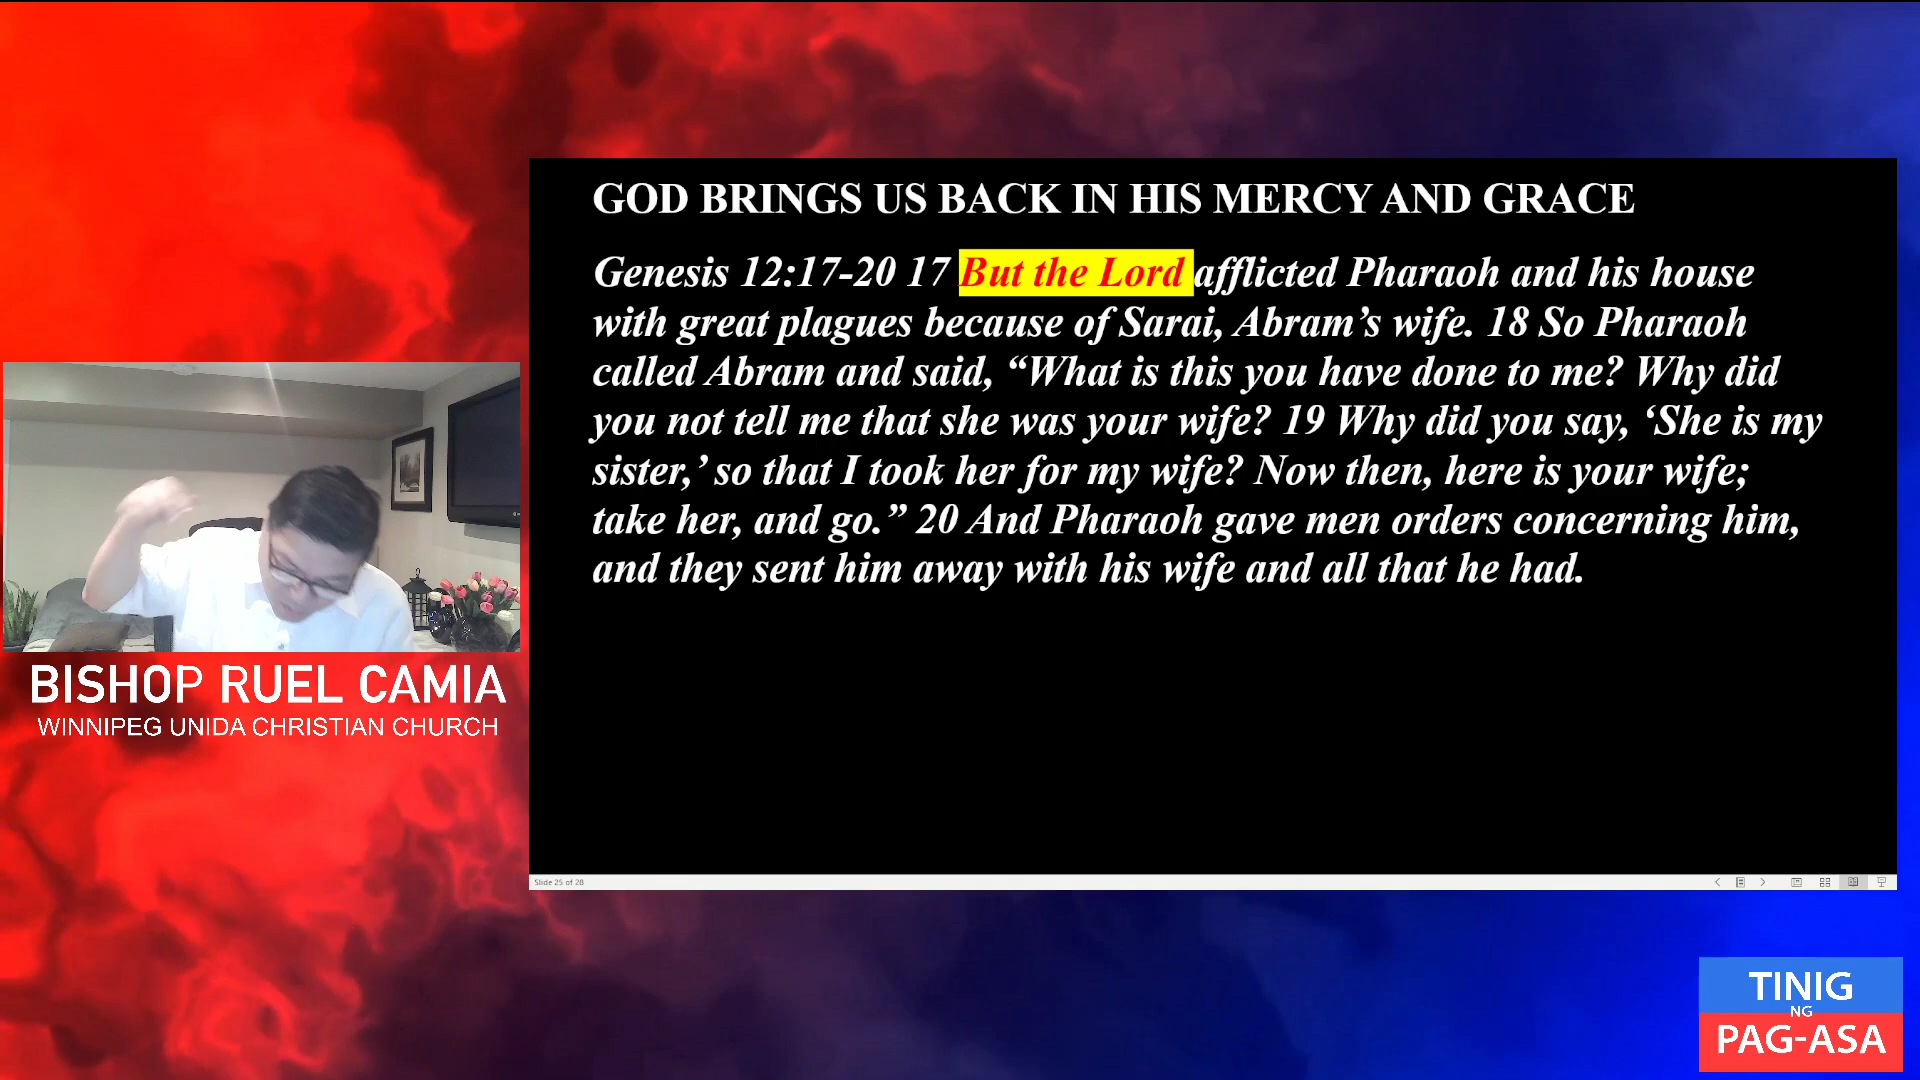 GOD BRINGS US BACK IN HIS MERCY AND GRACE
Genesis 12:17-20 17 But the Lord afflicted Pharaoh and his house
with great plagues because of Sarai, Abram’s wife. 18 So Pharaoh
called Abram and said, “What is this you have done to me? Why did
you not tell me that she was your wife? 19 Why did you say, ‘She is my
sister,’ so that I took her for my wife? Now then, here is your wife;
take her, and go.” 20 And Pharaoh gave men orders concerning him,
and they sent him away with his wife and all that he had.
BISHOP RUEL CAMIA
WINNIPEG UNIDA CHRISTIAN CHURCH
Slide 25 of 28
TINIG
NG
PAG-ASA